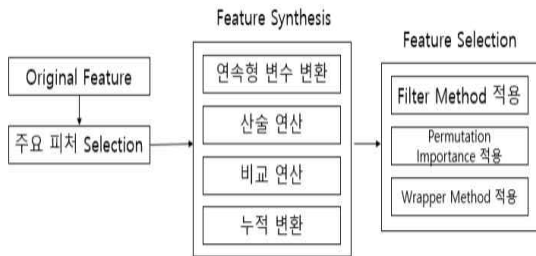 Original Feature
주요 피처 Selection
Feature Synthesis
연속형 변수 변환
산술 연산
비교 연산
누적 변환
Feature Selection
Filter Method 적용
Permutation
Importance 적용
Wrapper Method 적용